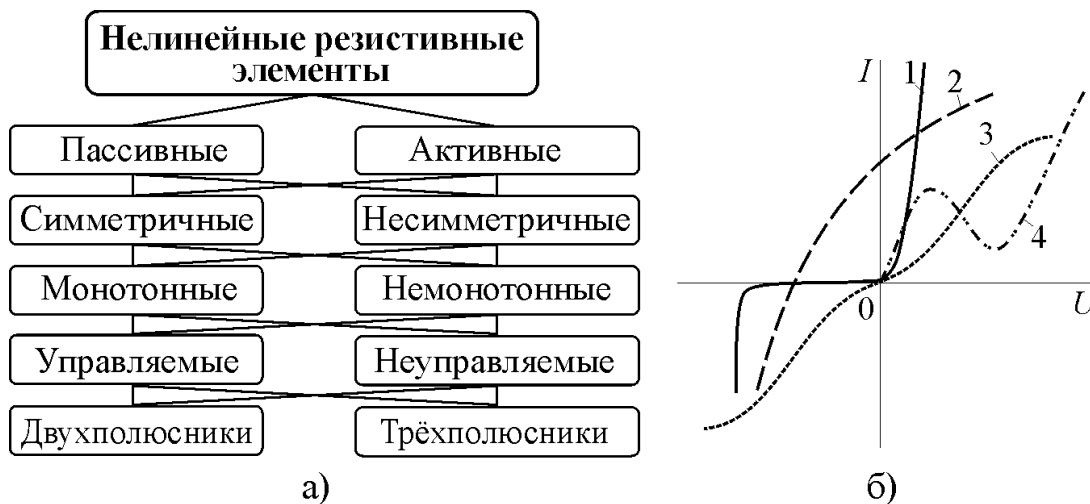 Нелинейные резистивные
элементы
Пассивные
Активные
Симметричные
Несимметричные
Монотонные
Немонотонные
Управляемые
Неуправляемые
Двухполюсники
Трёхполюсники
а)
I
1
2
3
4
0
U
б)